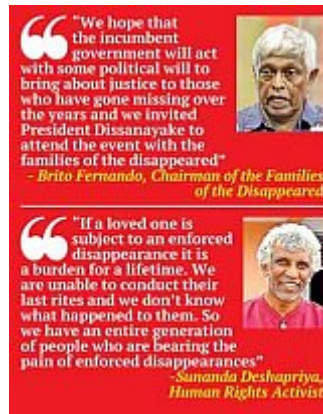 “We hope that
the incumbent
government will act
with some political will to
bring about justice to those
who have gone missing over
the years and we invited
President Dissanayake to
attend the event with the
families of the disappeared”
- Brito Fernando, Chairman of the Families
of the Disappeared
“If a loved one is
subject to an enforced
disappearance it is
a burden for a lifetime. We
are unable to conduct their
last rites and we don't know
what happened to them. So
we have an entire generation
of people who are bearing the
pain of enforced disappearances”
-Sunanda Deshapriya,
Human Rights Activist